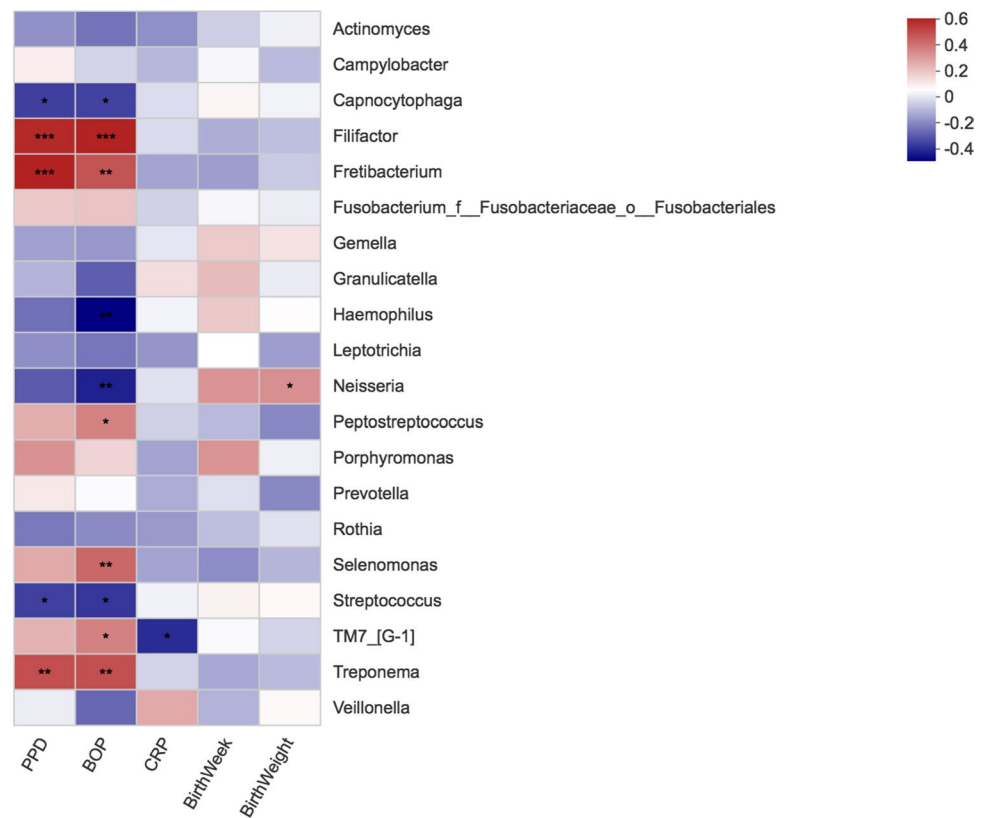 Actinomyces
0.6
0.4
Campylobacter
0.2
Capnocytophaga
* *
0
-0.2
Filifactor
*** ***
-0.4
Fretibacterium
*** **
Fusobacterium_f__Fusobacteriaceae_o__Fusobacteriales
Gemella
Granulicatella
** Haemophilus
Leptotrichia
** * Neisseria
* Peptostreptococcus
Porphyromonas
Prevotella
Rothia
** Selenomonas
* * Streptococcus
* * TM7_[G-1]
** ** Treponema
Veillonella
PPD
BOP
CRP
BirthWeek
BirthWeight